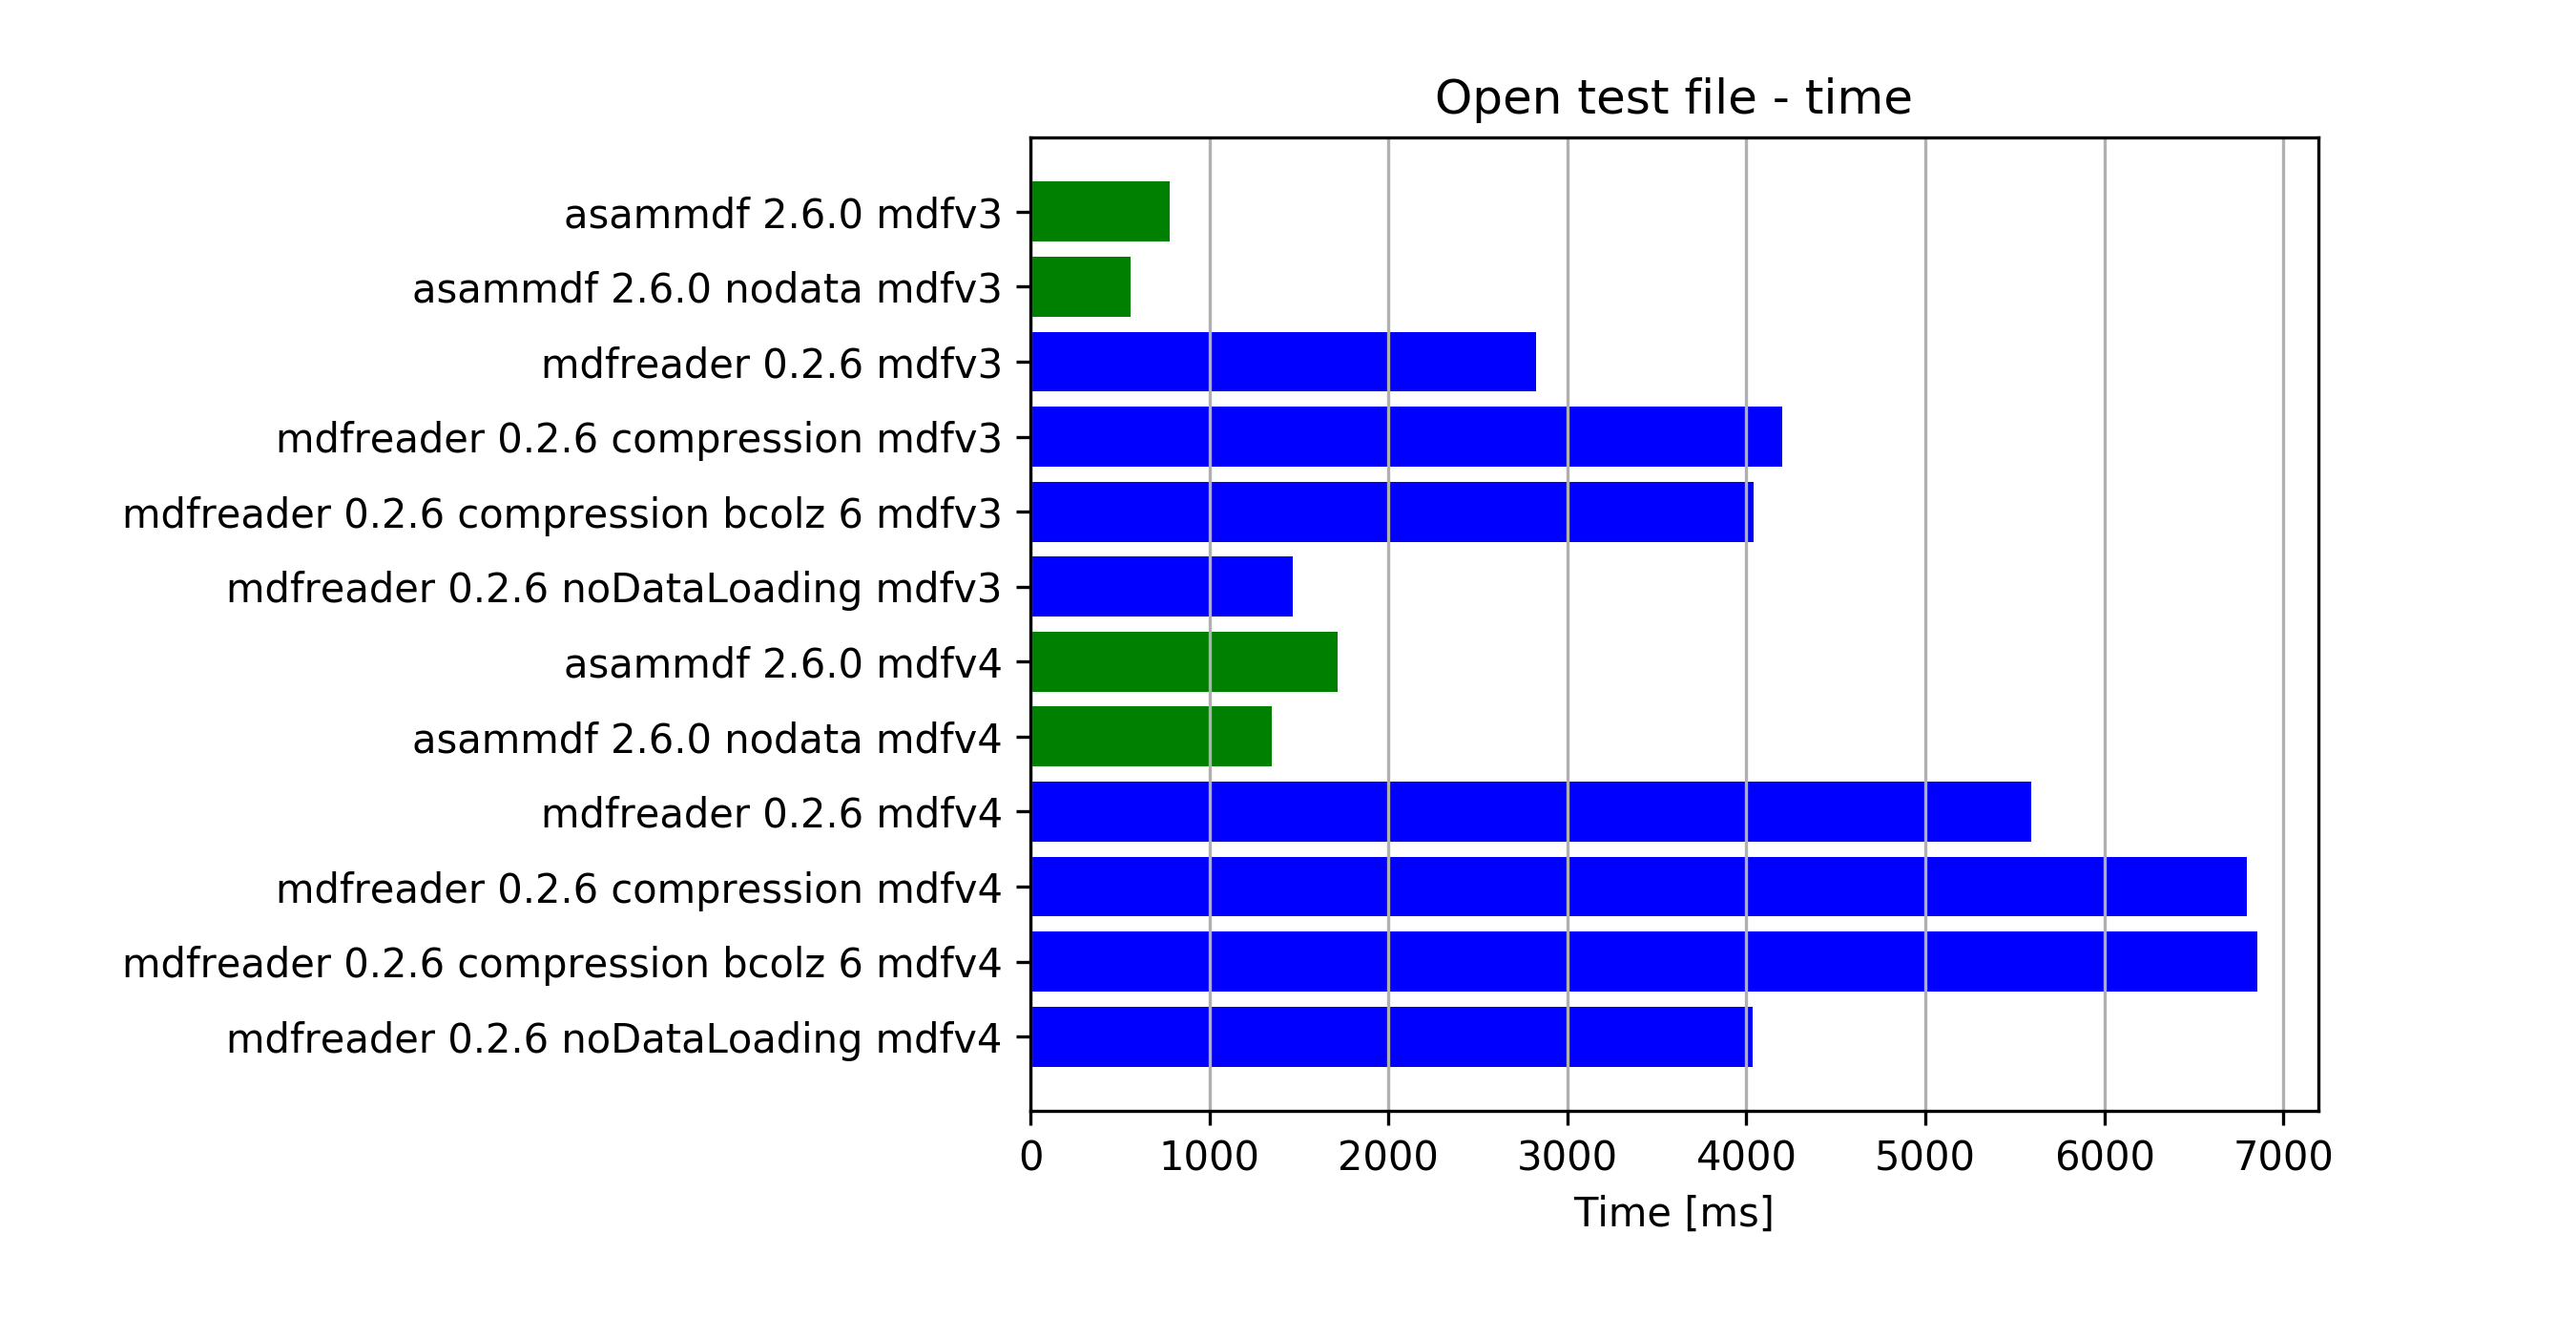 Open test file - time
asammdf 2.6.0 mdfv3
asammdf 2.6.0 nodata mdfv3
mdfreader 0.2.6 mdfv3
mdfreader 0.2.6 compression mdfv3
mdfreader 0.2.6 compression bcolz 6 mdfv3
mdfreader 0.2.6 noDataLoading mdfv3
asammdf 2.6.0 mdfv4
asammdf 2.6.0 nodata mdfv4
mdfreader 0.2.6 mdfv4
mdfreader 0.2.6 compression mdfv4
mdfreader 0.2.6 compression bcolz 6 mdfv4
mdfreader 0.2.6 noDataLoading mdfv4
0 1000 2000 3000 4000 5000 6000 7000
Time [ms]